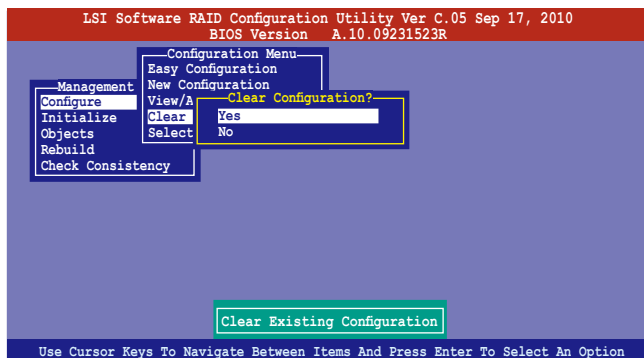 LSI Software RAID Configuration Utility Ver C.05 Sep 17, 2010
BIOS Version A.10.09231523R
Configuration Menu
Easy Configuration
New Configuration
View/A
Clear
Select
Management
Configure
Initialize
Objects
Rebuild
Check Consistency
Clear Configuration?
Yes
No
Clear Existing Configuration
Use Cursor Keys To Navigate Between Items And Press Enter To Select An Option